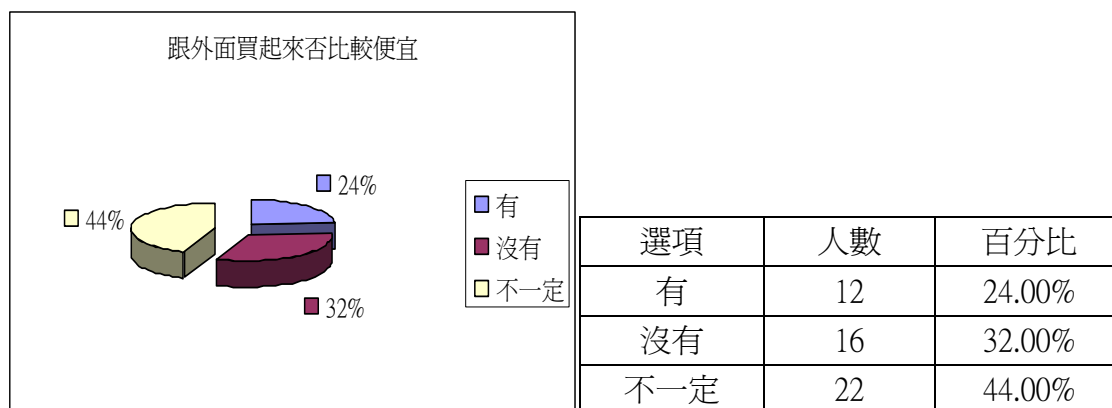 跟外面買起來否比較便宜
24%
44%
32%
有
沒有
不一定
選項 人數 百分比
有 12 24.00%
沒有 16 32.00%
不一定 22 44.00%